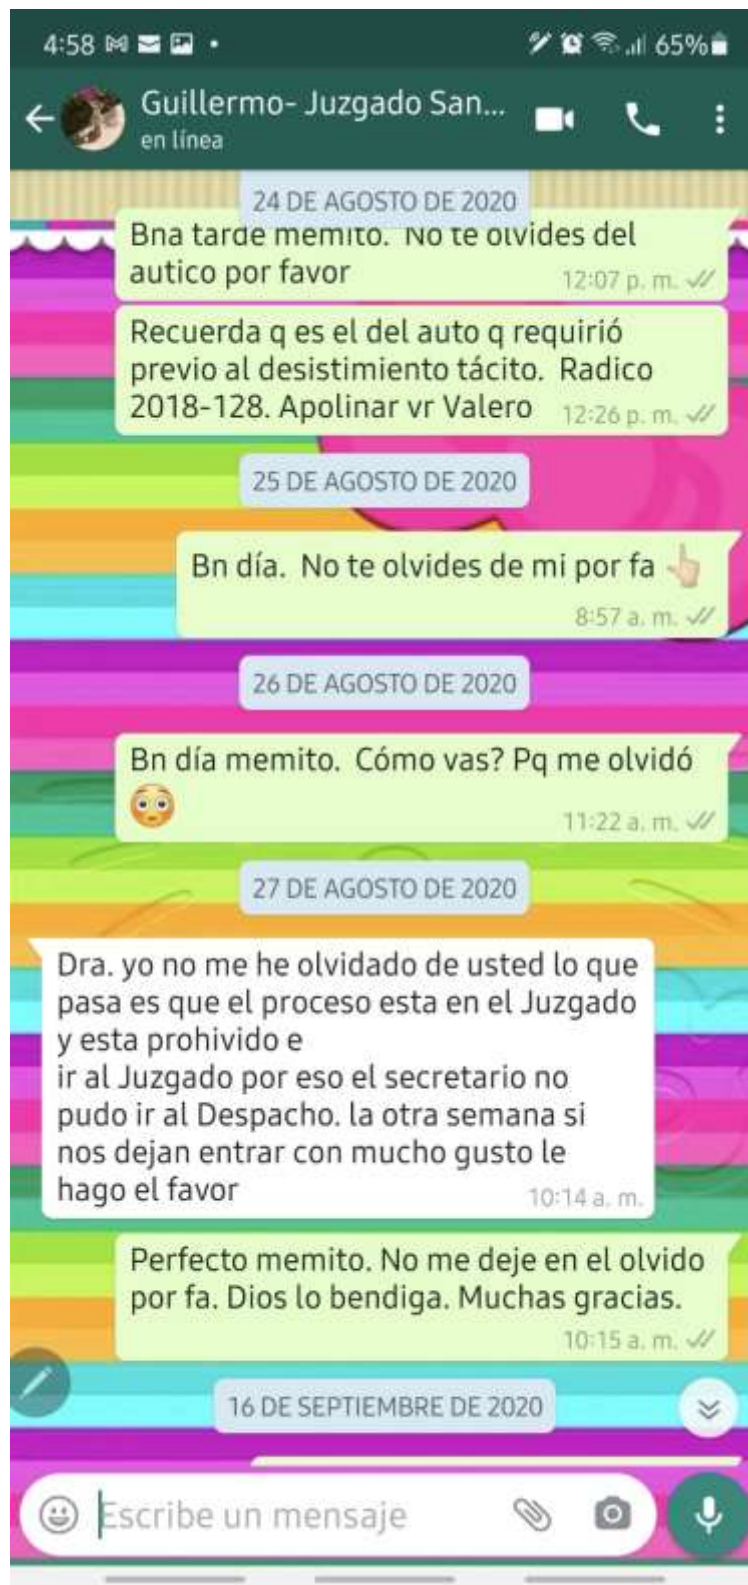 4:58
65%
Guillermo- Juzgado San...
en línea
24 DE AGOSTO DE 2020
Bna tarde memito. No te olvides del
autico por favor
12:07 p. m.
Recuerda q es el del auto q requirió
previo al desistimiento tácito. Radico
2018-128. Apolinar vr Valero
12:26 p. m.
25 DE AGOSTO DE 2020
Bn día. No te olvides de mi por fa 👆
8:57 a. m.
26 DE AGOSTO DE 2020
Bn día memito. Cómo vas? Pq me olvidó
😳
11:22 a. m.
27 DE AGOSTO DE 2020
Dra. yo no me he olvidado de usted lo que
pasa es que el proceso esta en el Juzgado
y esta prohivido e
ir al Juzgado por eso el secretario no
pudo ir al Despacho. la otra semana si
nos dejan entrar con mucho gusto le
hago el favor
10:14 a. m.
Perfecto memito. No me deje en el olvido
por fa. Dios lo bendiga. Muchas gracias.
10:15 a. m.
16 DE SEPTIEMBRE DE 2020
Escribe un mensaje